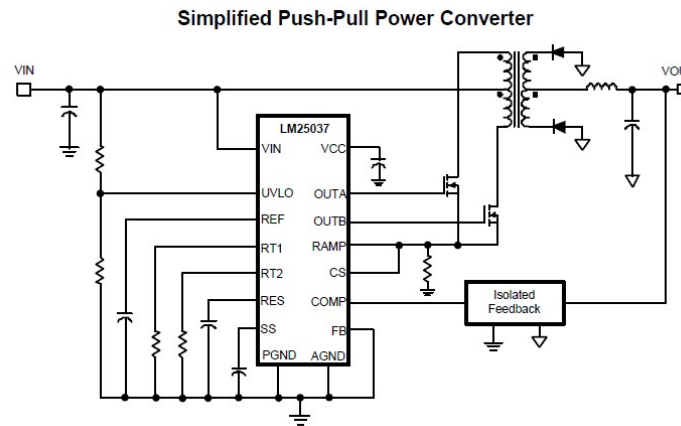 Simplified Push-Pull Power Converter
VIN
VOU
LM25037
VIN
VCC
UVLO
OUTA
REF
OUTB
RT1
RAMP
RT2
CS
RES
COMP
SS
FB
PGND
AGND
Isolated
Feedback